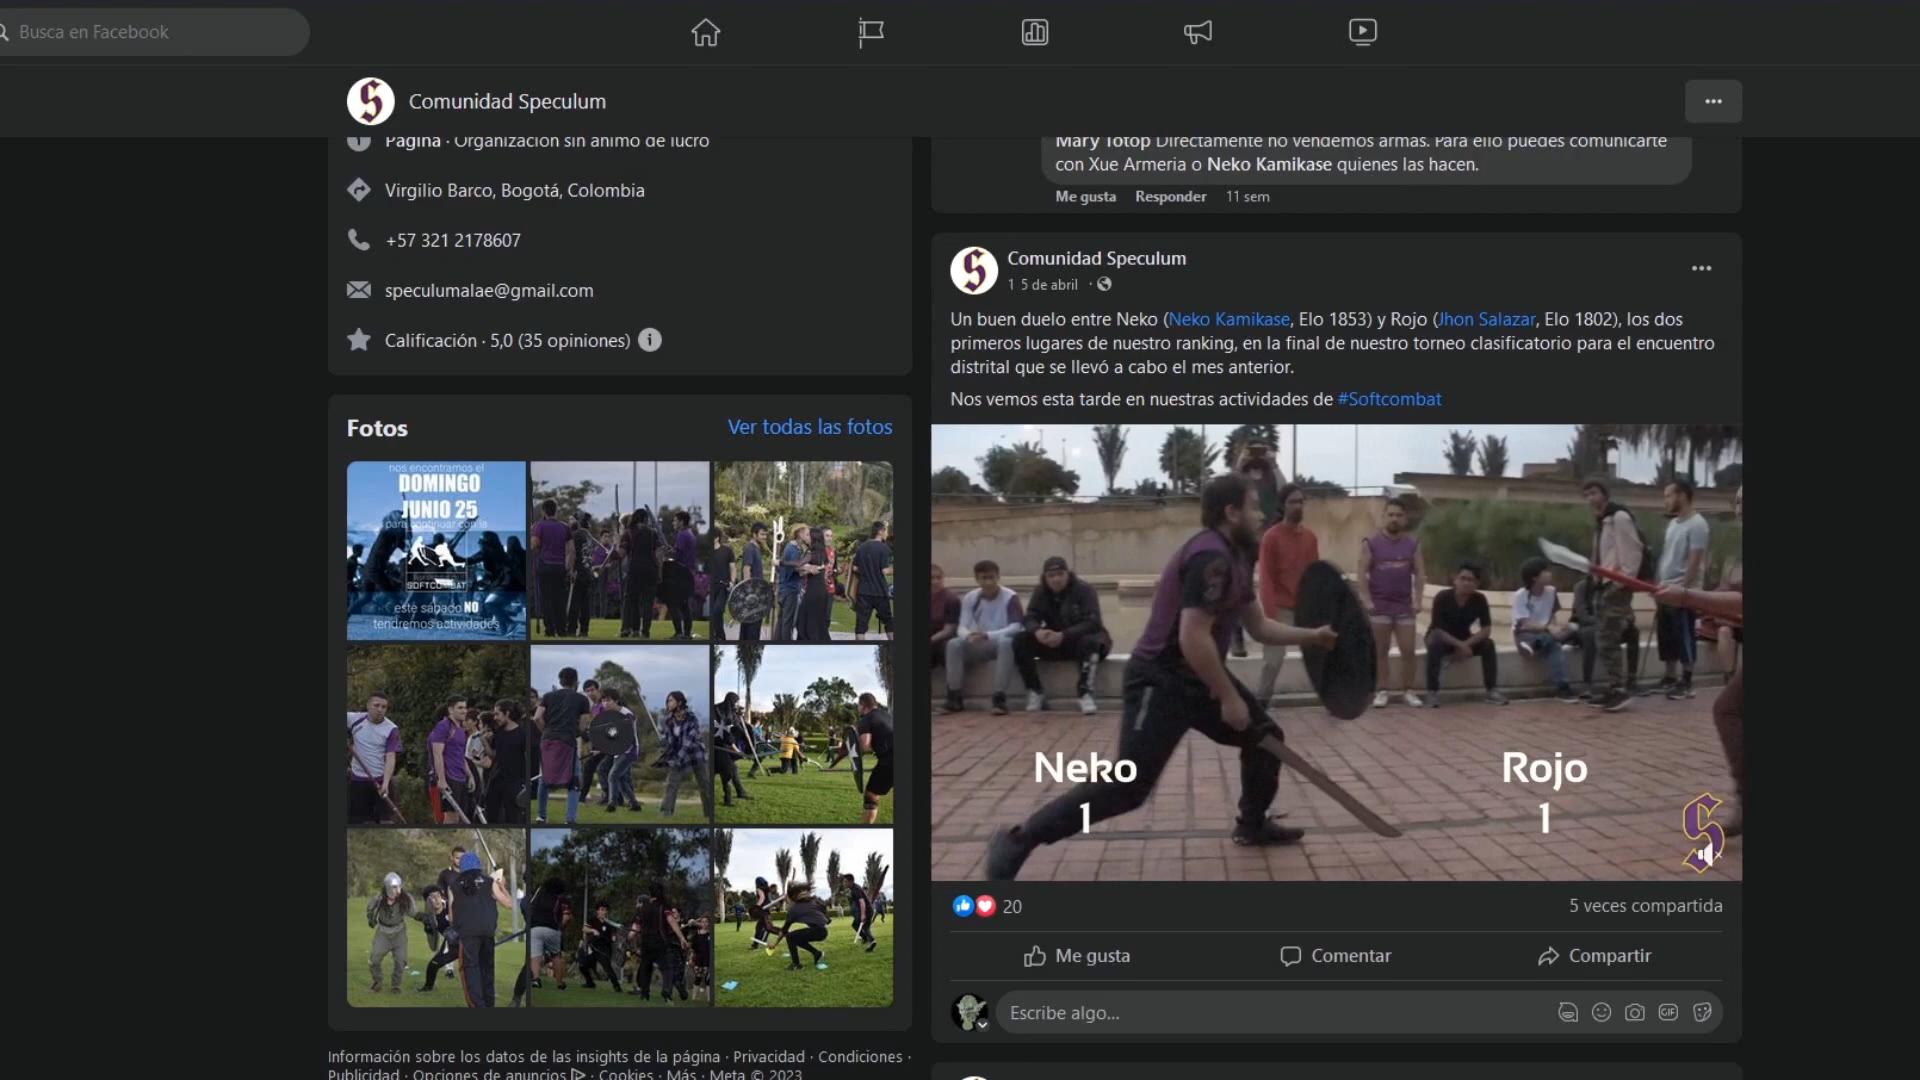 Busca en Facebook
Comunidad Speculum
Página · Organización sin ánimo de lucro
Virgilio Barco, Bogotá, Colombia
+57 321 2178607
speculumalae@gmail.com
Calificación · 5,0 (35 opiniones)
Fotos
Ver todas las fotos
nos encontramos el
DOMINGO
JUNIO 25
para continuar con la
SOFTCOMBAT
este sábado NO
tendremos actividades
Información sobre los datos de las insights de la página · Privacidad · Condiciones ·
Publicidad · Opciones de anuncios · Cookies · Más · Meta © 2023
Mary Totop Directamente no vendemos armas. Para ello puedes comunicarte
con Xue Armeria o Neko Kamikase quienes las hacen.
Me gusta Responder 11 sem
Comunidad Speculum
1 5 de abril ·
Un buen duelo entre Neko (Neko Kamikase, Elo 1853) y Rojo (Jhon Salazar, Elo 1802), los dos
primeros lugares de nuestro ranking, en la final de nuestro torneo clasificatorio para el encuentro
distrital que se llevó a cabo el mes anterior.
Nos vemos esta tarde en nuestras actividades de #Softcombat
Neko
1
Rojo
1
S
20
5 veces compartida
Me gusta
Comentar
Compartir
Escribe algo...
GIF